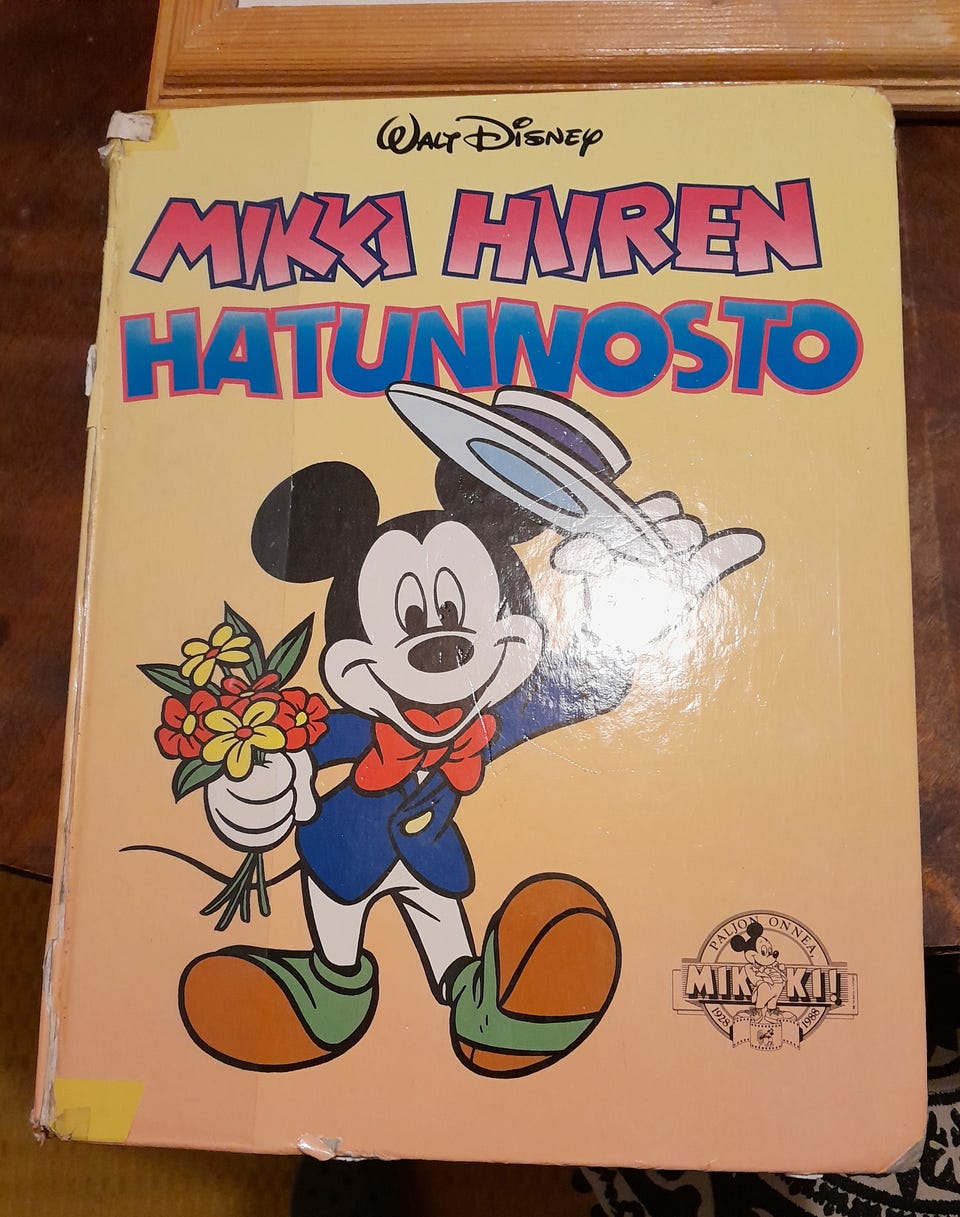 WALT DISNEY
MIKKI HIIREN
HATUNNOSTO
PALJON ONNEA
MIKKI!
1928 1988